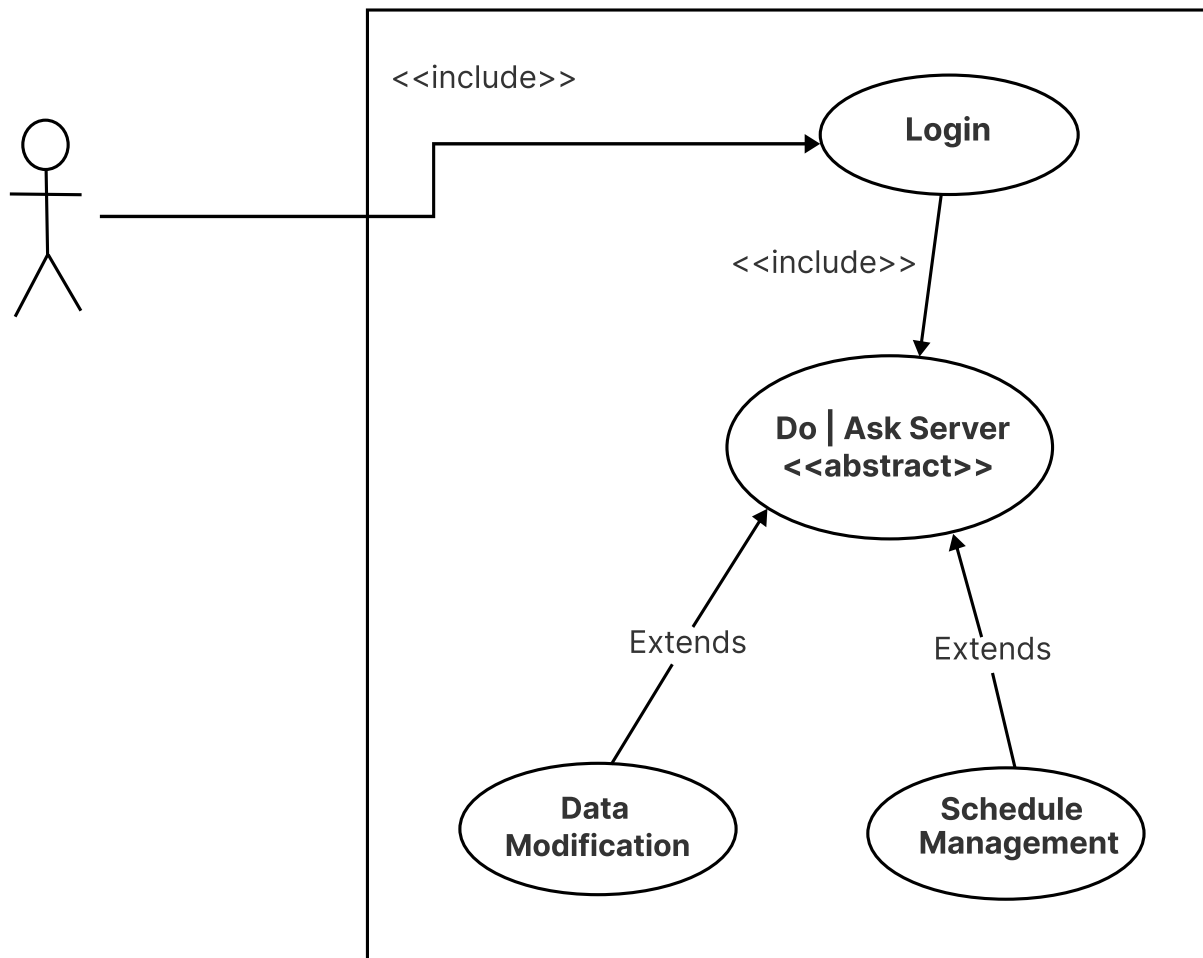 <<include>>
Login
<<include>>
Do | Ask Server
<<abstract>>
Extends
Extends
Data
Modification
Schedule
Management